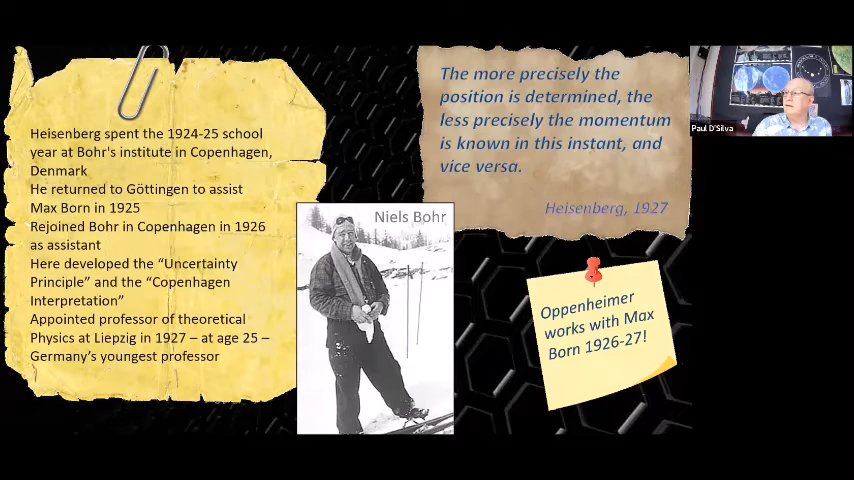 Heisenberg spent the 1924-25 school
year at Bohr's institute in Copenhagen,
Denmark
He returned to Göttingen to assist
Max Born in 1925
Rejoined Bohr in Copenhagen in 1926
as assistant
Here developed the “Uncertainty
Principle” and the “Copenhagen
Interpretation”
Appointed professor of theoretical
Physics at Liepzig in 1927 – at age 25 –
Germany’s youngest professor
Niels Bohr
The more precisely the
position is determined, the
less precisely the momentum
is known in this instant, and
vice versa.
Heisenberg, 1927
Oppenheimer
works with Max
Born 1926-27!
Paul D'Silva